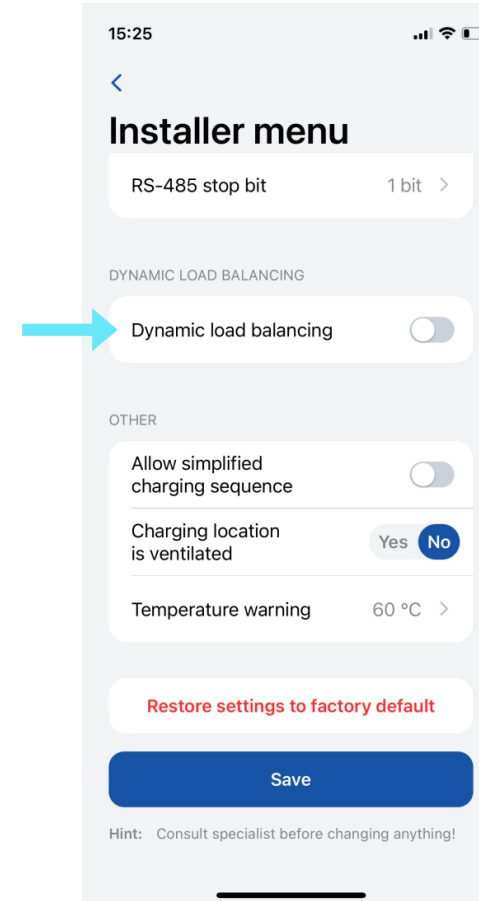 15:25
Installer menu
RS-485 stop bit 1 bit
DYNAMIC LOAD BALANCING
Dynamic load balancing
OTHER
Allow simplified
charging sequence
Charging location
is ventilated
Yes No
Temperature warning 60 °C
Restore settings to factory default
Save
Hint: Consult specialist before changing anything!